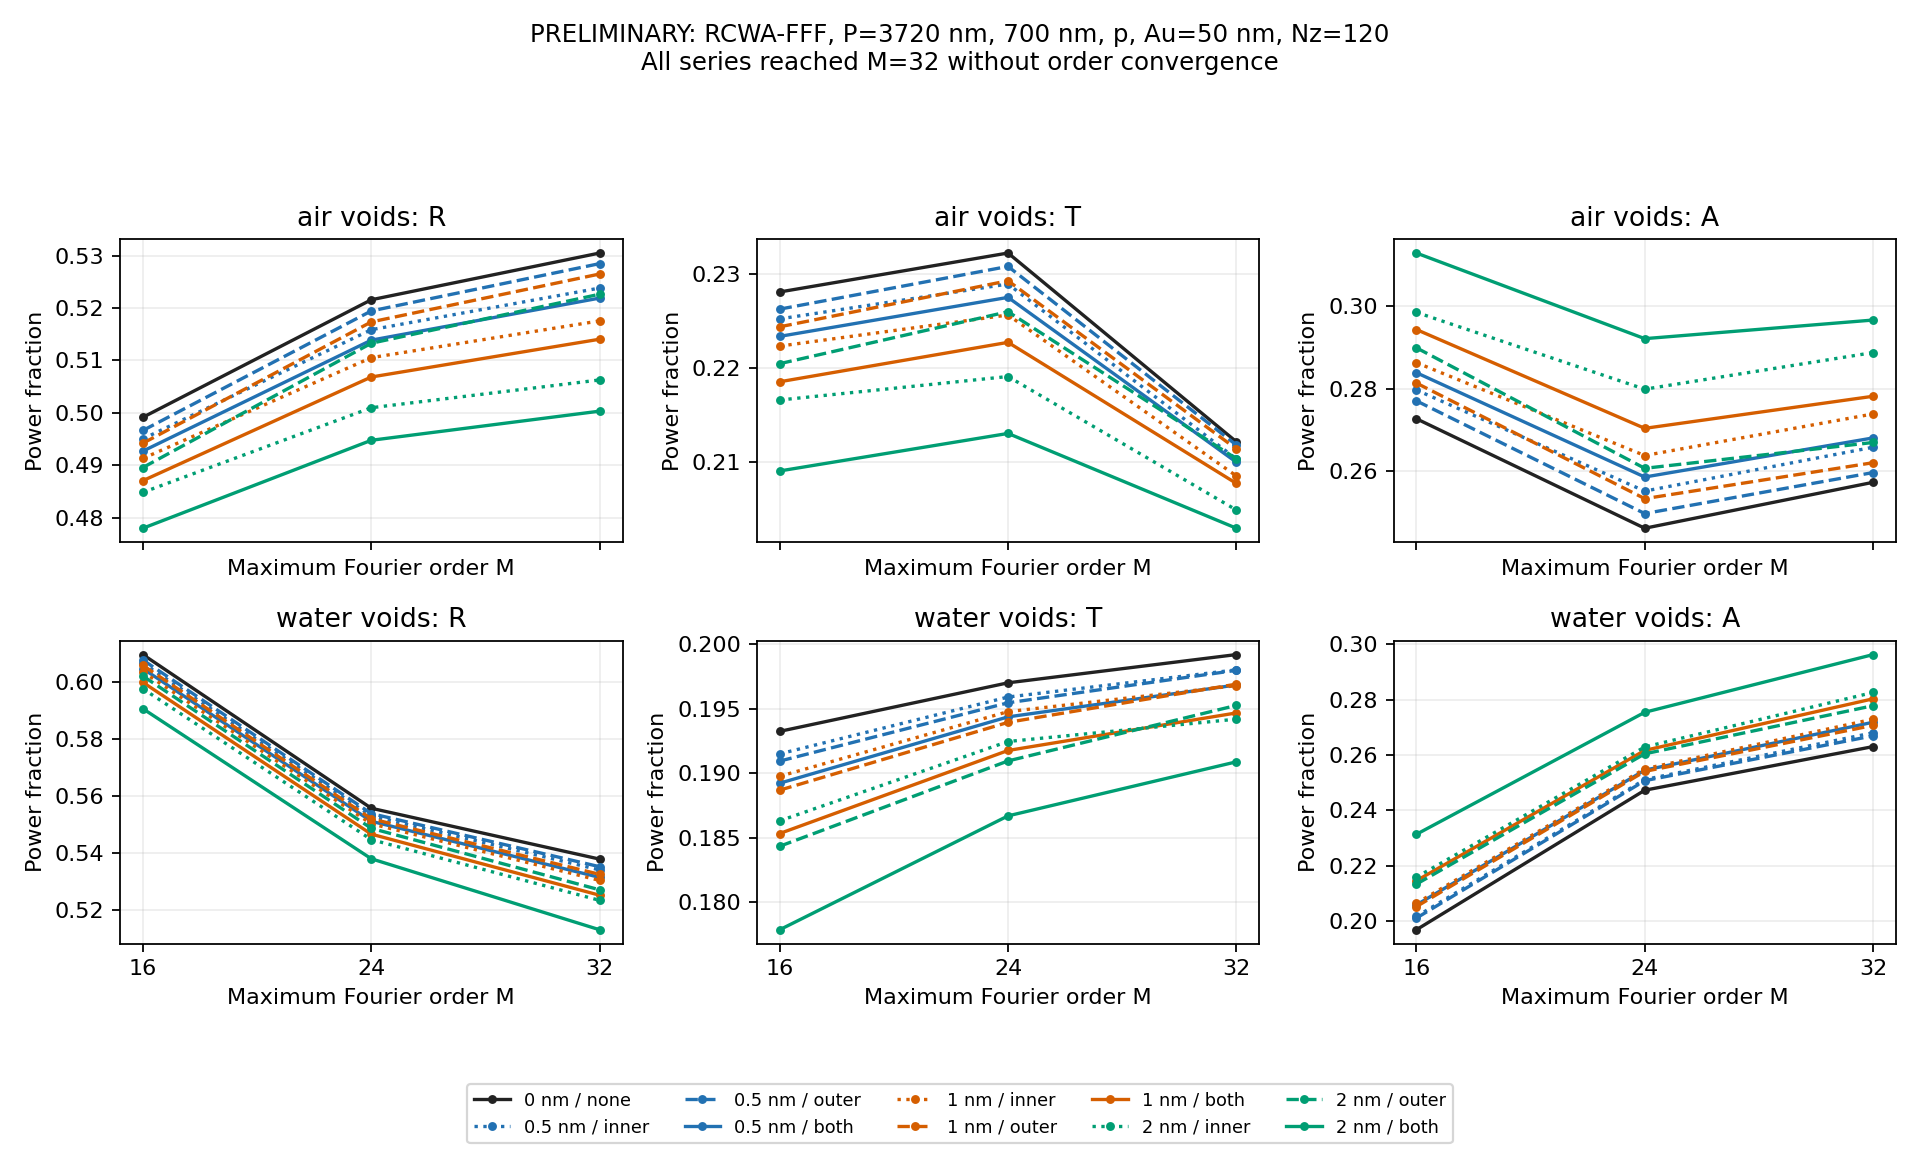 PRELIMINARY: RCWA-FFF, P=3720 nm, 700 nm, p, Au=50 nm, Nz=120
All series reached M=32 without order convergence
air voids: R
Power fraction
0.53
0.52
0.51
0.50
0.49
0.48
Maximum Fourier order M
air voids: T
Power fraction
0.23
0.22
0.21
Maximum Fourier order M
air voids: A
Power fraction
0.30
0.28
0.26
Maximum Fourier order M
water voids: R
Power fraction
0.60
0.58
0.56
0.54
0.52
16 24 32
Maximum Fourier order M
water voids: T
Power fraction
0.200
0.195
0.190
0.185
0.180
16 24 32
Maximum Fourier order M
water voids: A
Power fraction
0.30
0.28
0.26
0.24
0.22
0.20
16 24 32
Maximum Fourier order M
0 nm / none
0.5 nm / inner
0.5 nm / outer
0.5 nm / both
1 nm / inner
1 nm / outer
1 nm / both
2 nm / inner
2 nm / outer
2 nm / both